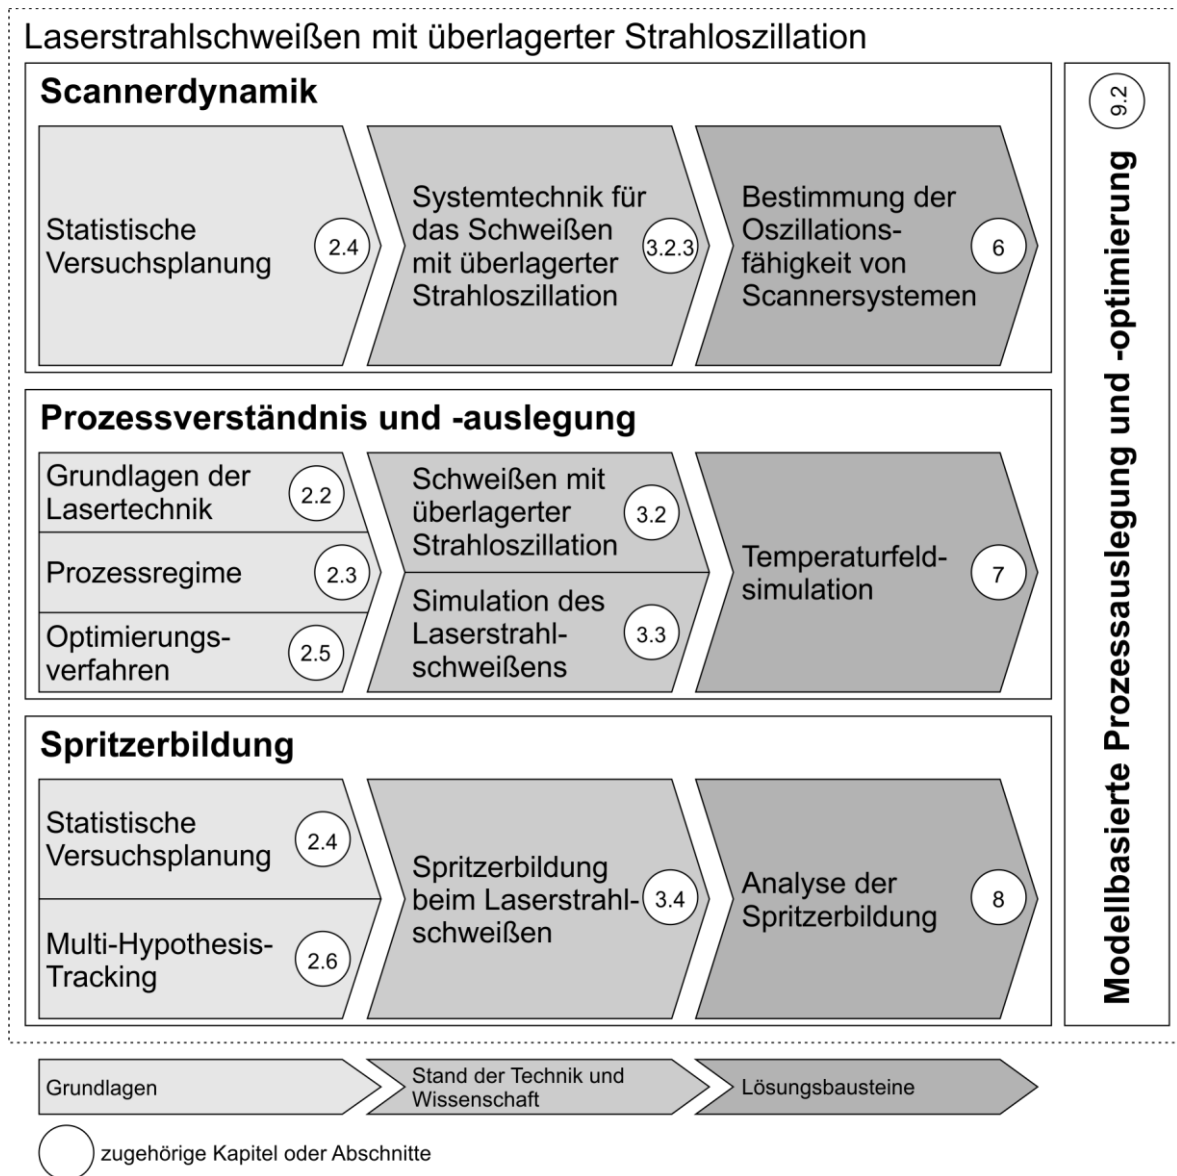 Laserstrahlschweißen mit überlagerter Strahloszillation
Scannerdynamik
Statistische
Versuchsplanung
2.4
Systemtechnik für
das Schweißen
mit überlagerter
Strahloszillation
3.2.3
Bestimmung der
Oszillations-
fähigkeit von
Scannersystemen
6
Prozessverständnis und -auslegung
Grundlagen der
Lasertechnik
2.2
Prozessregime
2.3
Optimierungs-
verfahren
2.5
Schweißen mit
überlagerter
Strahloszillation
3.2
Simulation des
Laserstrahl-
schweißens
3.3
Temperaturfeld-
simulation
7
Spritzerbildung
Statistische
Versuchsplanung
2.4
Multi-Hypothesis-
Tracking
2.6
Spritzerbildung
beim Laserstrahl-
schweißen
3.4
Analyse der
Spritzerbildung
8
Modellbasierte Prozessauslegung und -optimierung
9.2
Grundlagen
Stand der Technik und
Wissenschaft
Lösungsbausteine
zugehörige Kapitel oder Abschnitte